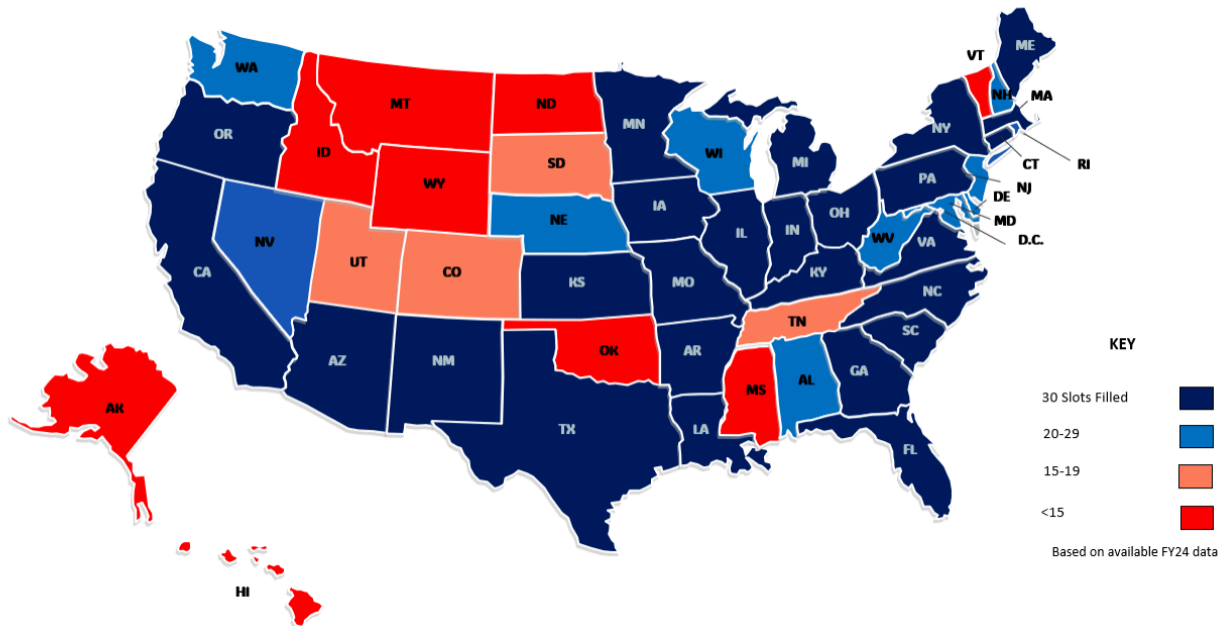 ME
VT
WA
NH
MA
MT
ND
OR
MN
NY
ID
SD
WI
MI
CT
RI
WY
PA
NJ
DE
IA
NE
OH
MD
IL
IN
D.C.
NV
WV
VA
UT
CO
CA
KS
MO
KY
NC
TN
SC
KEY
OK
AR
AZ
NM
GA
MS
AL
30 Slots Filled
AK
TX
LA
20-29
FL
15-19
<15
Based on available FY24 data
HI